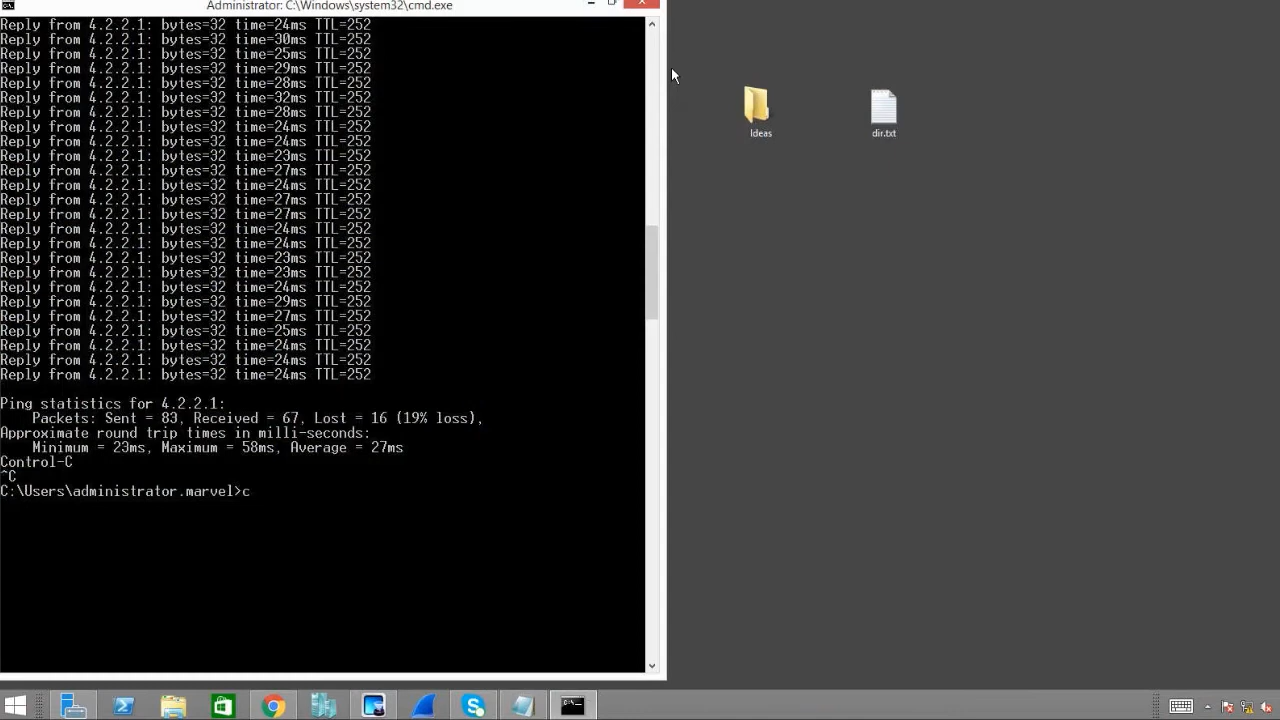 Administrator: C:\Windows\system32\cmd.exe
Reply from 4.2.2.1: bytes=32 time=24ms TTL=252
Reply from 4.2.2.1: bytes=32 time=30ms TTL=252
Reply from 4.2.2.1: bytes=32 time=25ms TTL=252
Reply from 4.2.2.1: bytes=32 time=29ms TTL=252
Reply from 4.2.2.1: bytes=32 time=28ms TTL=252
Reply from 4.2.2.1: bytes=32 time=32ms TTL=252
Reply from 4.2.2.1: bytes=32 time=28ms TTL=252
Reply from 4.2.2.1: bytes=32 time=24ms TTL=252
Reply from 4.2.2.1: bytes=32 time=24ms TTL=252
Reply from 4.2.2.1: bytes=32 time=23ms TTL=252
Reply from 4.2.2.1: bytes=32 time=27ms TTL=252
Reply from 4.2.2.1: bytes=32 time=24ms TTL=252
Reply from 4.2.2.1: bytes=32 time=27ms TTL=252
Reply from 4.2.2.1: bytes=32 time=27ms TTL=252
Reply from 4.2.2.1: bytes=32 time=24ms TTL=252
Reply from 4.2.2.1: bytes=32 time=24ms TTL=252
Reply from 4.2.2.1: bytes=32 time=23ms TTL=252
Reply from 4.2.2.1: bytes=32 time=23ms TTL=252
Reply from 4.2.2.1: bytes=32 time=24ms TTL=252
Reply from 4.2.2.1: bytes=32 time=29ms TTL=252
Reply from 4.2.2.1: bytes=32 time=27ms TTL=252
Reply from 4.2.2.1: bytes=32 time=25ms TTL=252
Reply from 4.2.2.1: bytes=32 time=24ms TTL=252
Reply from 4.2.2.1: bytes=32 time=24ms TTL=252
Reply from 4.2.2.1: bytes=32 time=24ms TTL=252
Ping statistics for 4.2.2.1:
Packets: Sent = 83, Received = 67, Lost = 16 (19% loss),
Approximate round trip times in milli-seconds:
Minimum = 23ms, Maximum = 58ms, Average = 27ms
Control-C
^C
C:\Users\administrator.marvel>c
Ideas
dir.txt